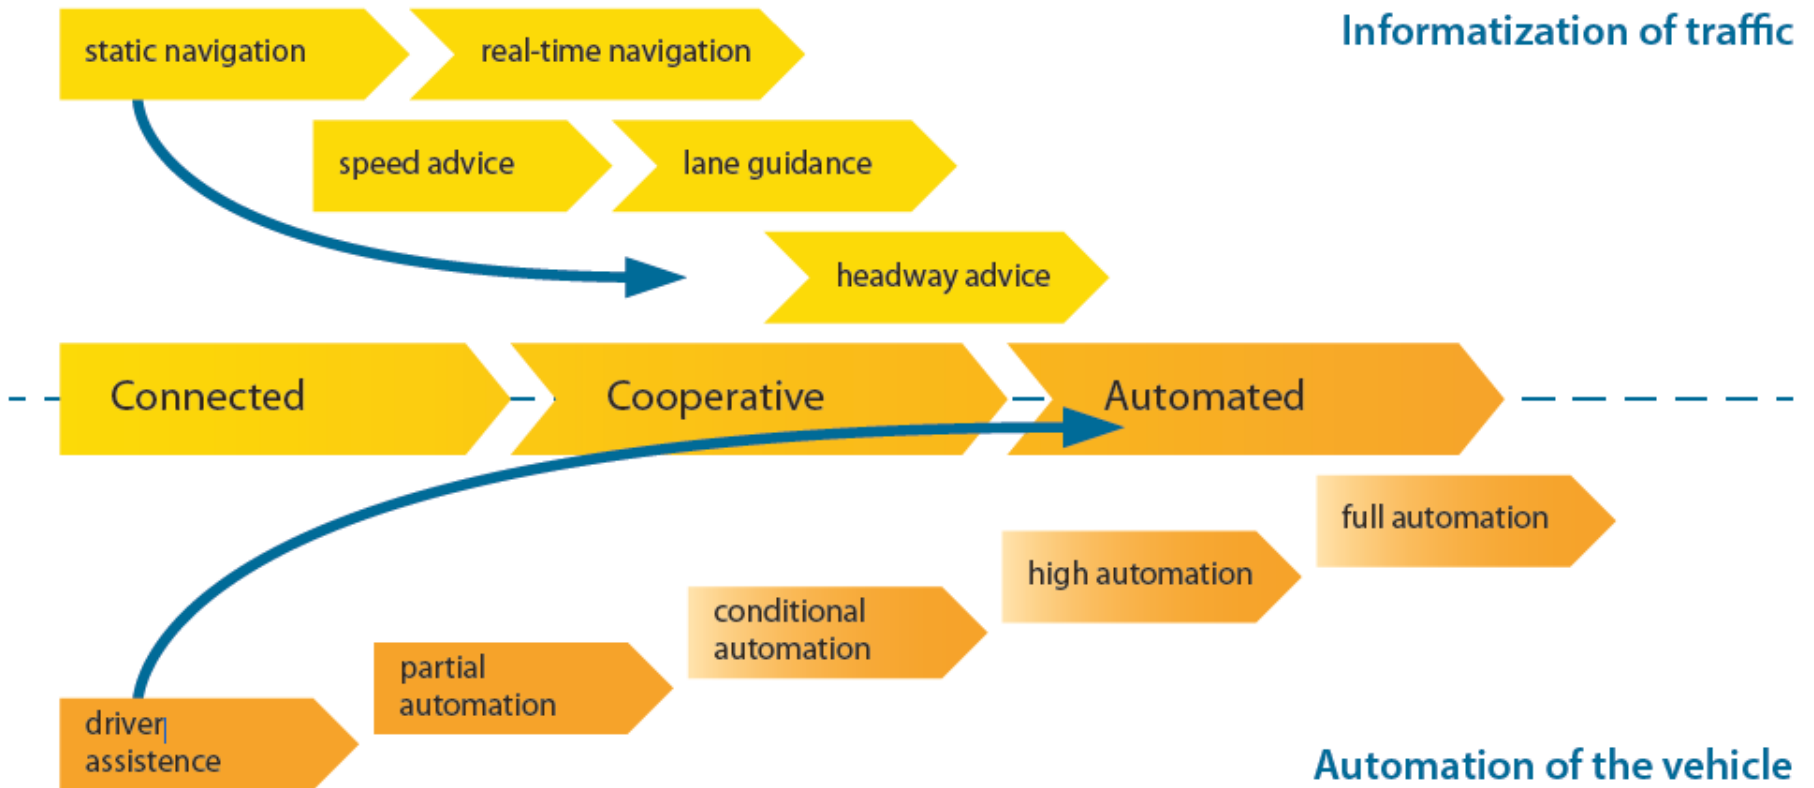 Informatization of traffic
static navigation
real-time navigation
speed advice
lane guidance
headway advice
Connected
Cooperative
Automated
full automation
high automation
conditional
automation
partial
automation
driver
assistence
Automation of the vehicle